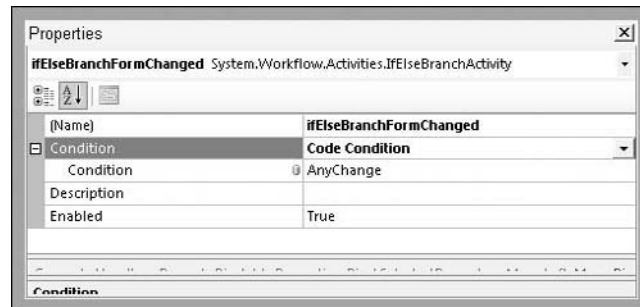 Properties
ifElseBranchFormChanged System.Workflow.Activities.IfElseBranchActivity
(Name) ifElseBranchFormChanged
Condition Code Condition
Condition AnyChange
Description
Enabled True
Condition